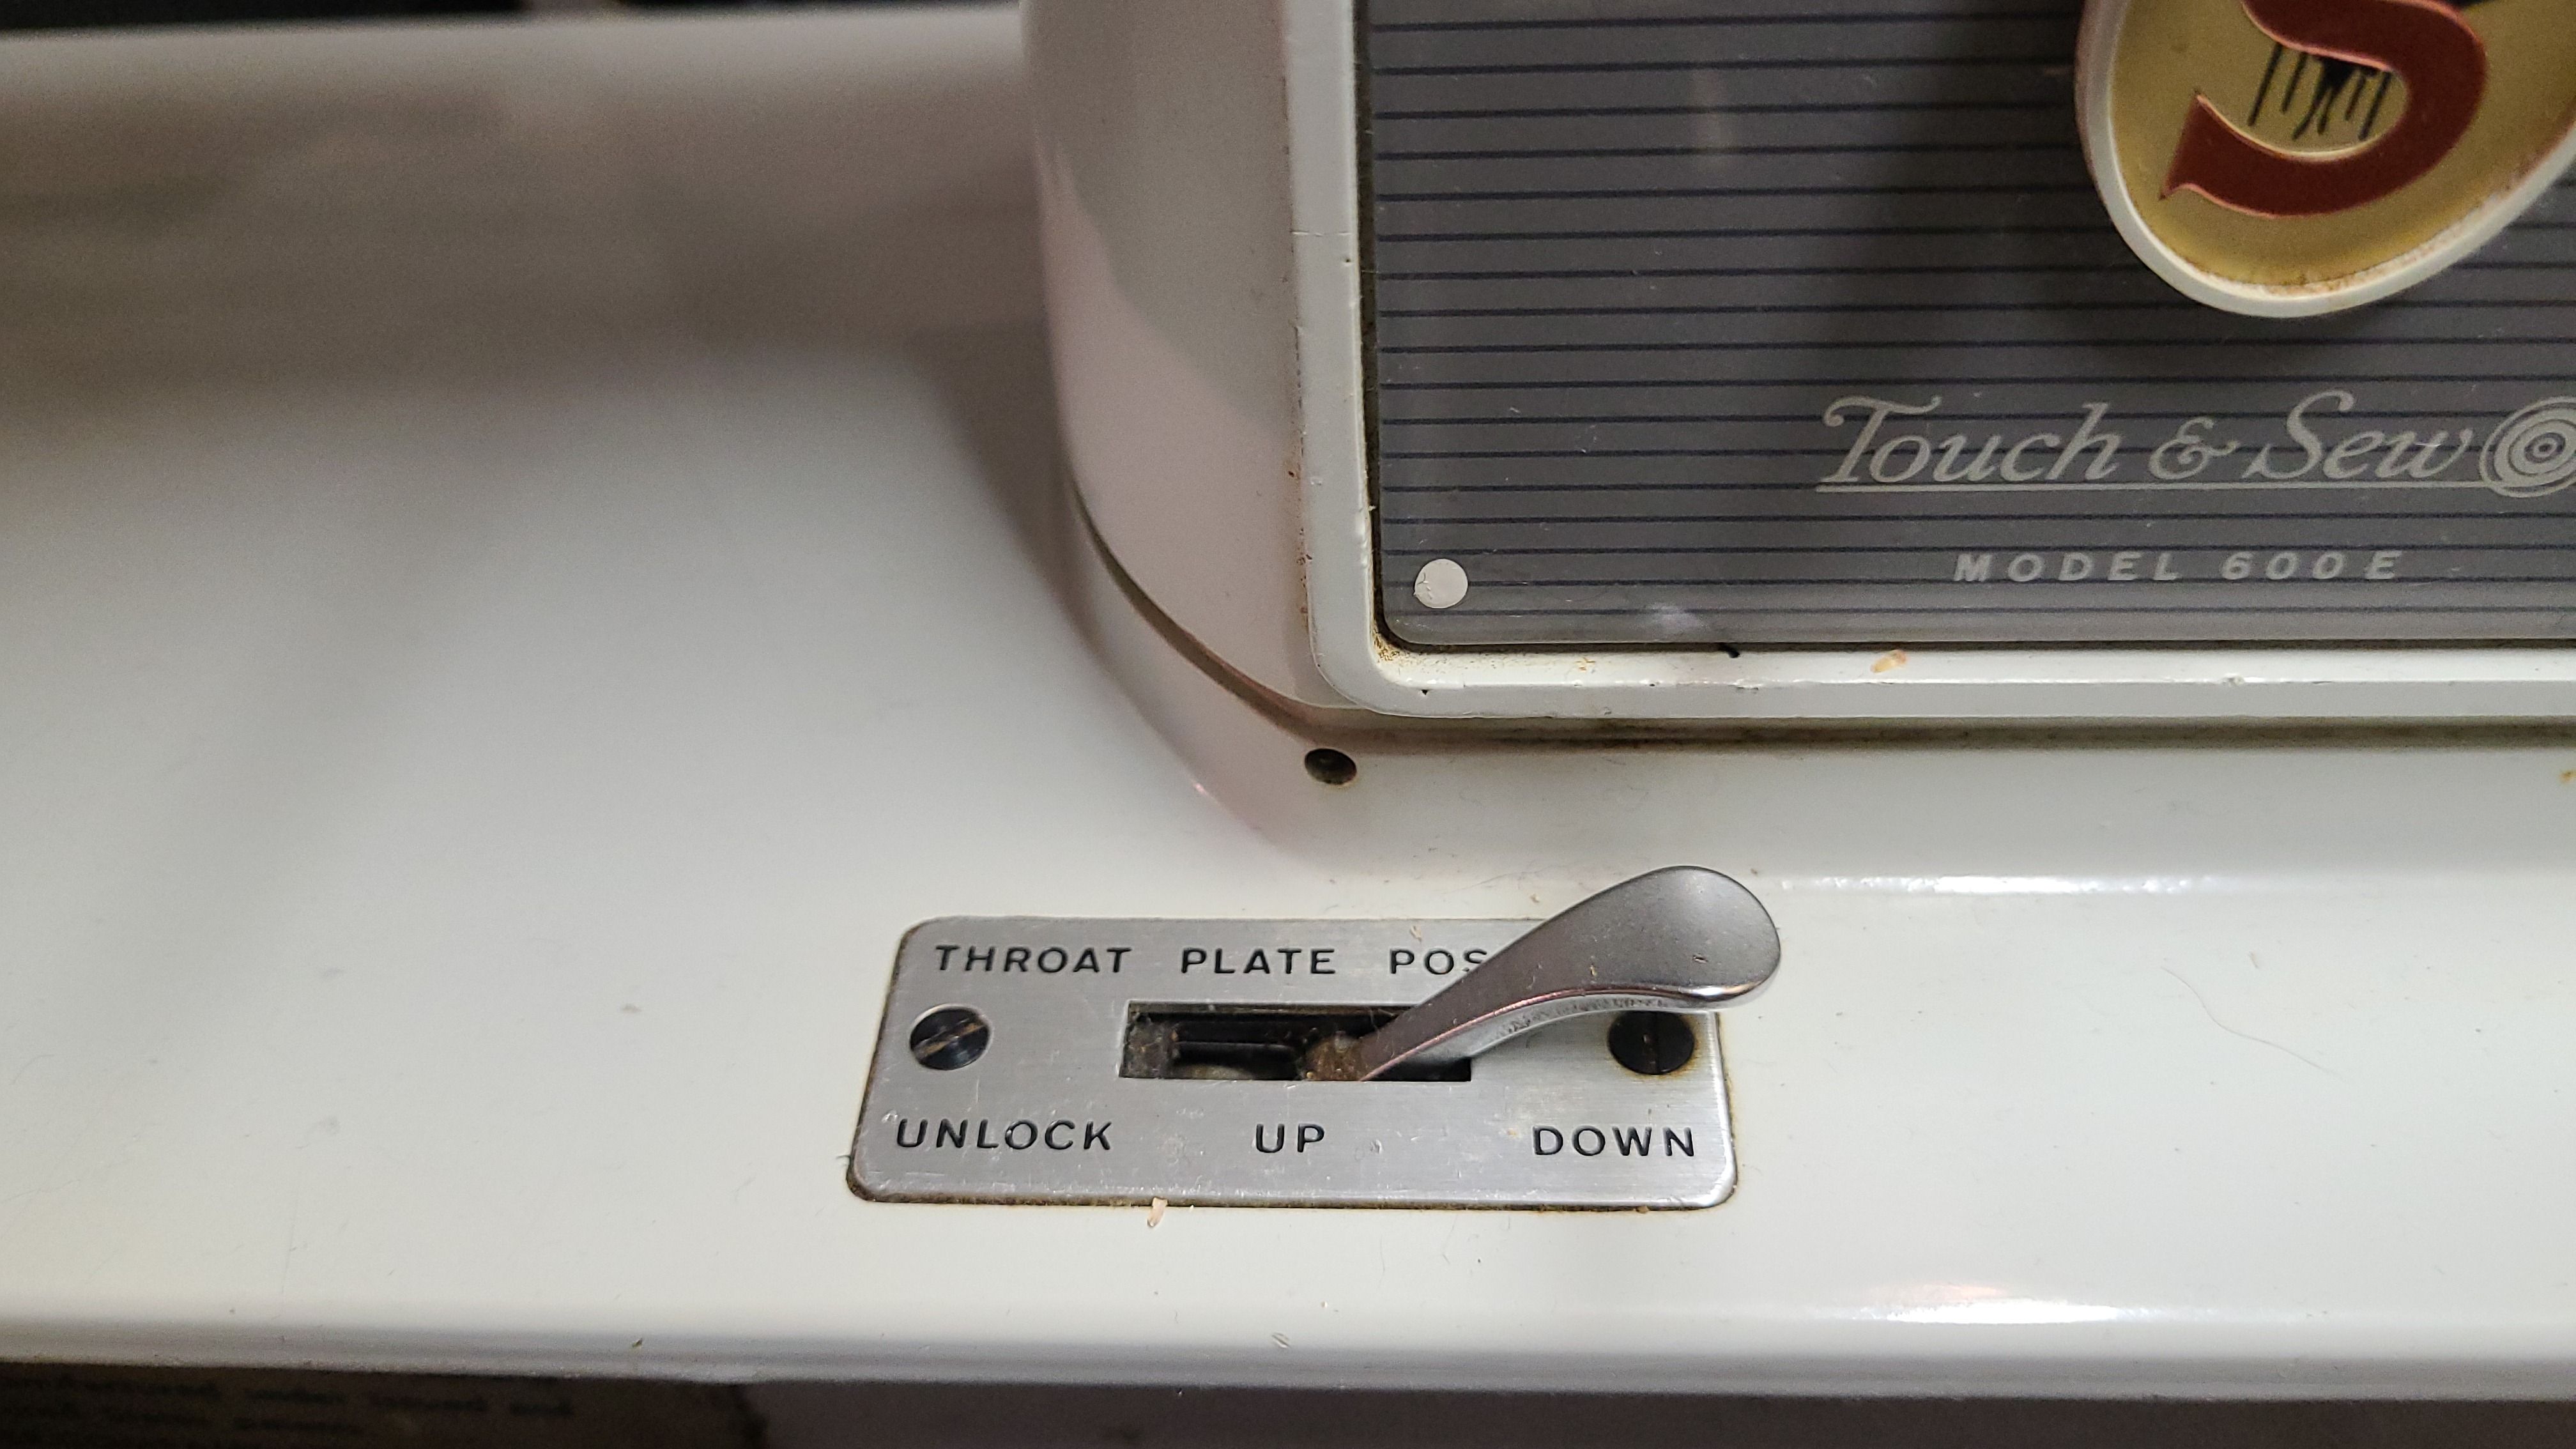 S
Touch & Sew
MODEL 600E
THROAT PLATE POS
UNLOCK UP DOWN